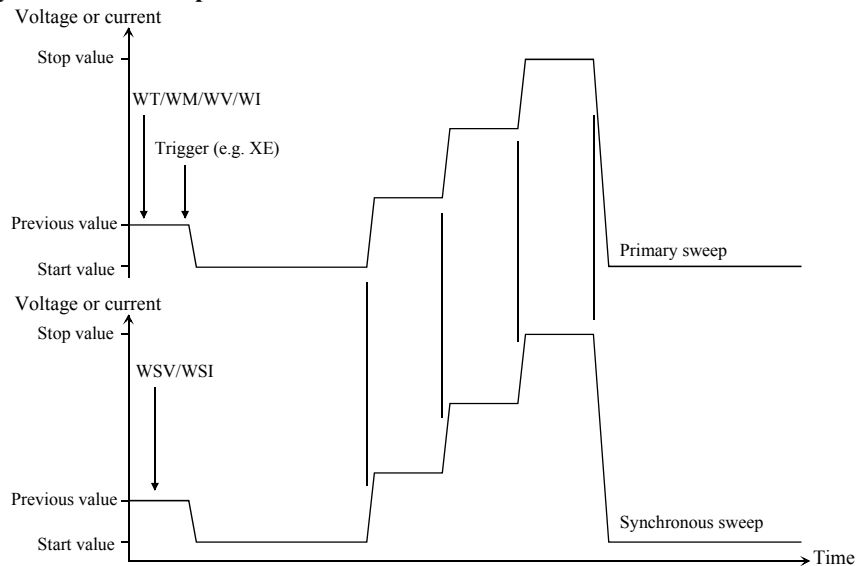 Voltage or current
Stop value
WT/WM/WV/WI
Trigger (e.g. XE)
Previous value
Start value
Primary sweep
Voltage or current
Stop value
WSV/WSI
Previous value
Start value
Synchronous sweep
Time